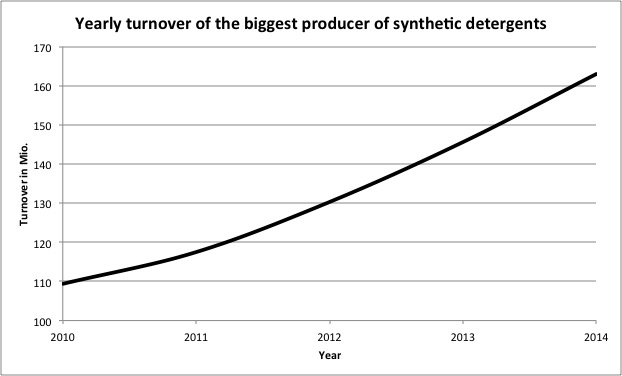 Yearly turnover of the biggest producer of synthetic detergents
170
160
150
140
130
120
110
100
Turnover in Mio.
2010 2011 2012 2013 2014
Year